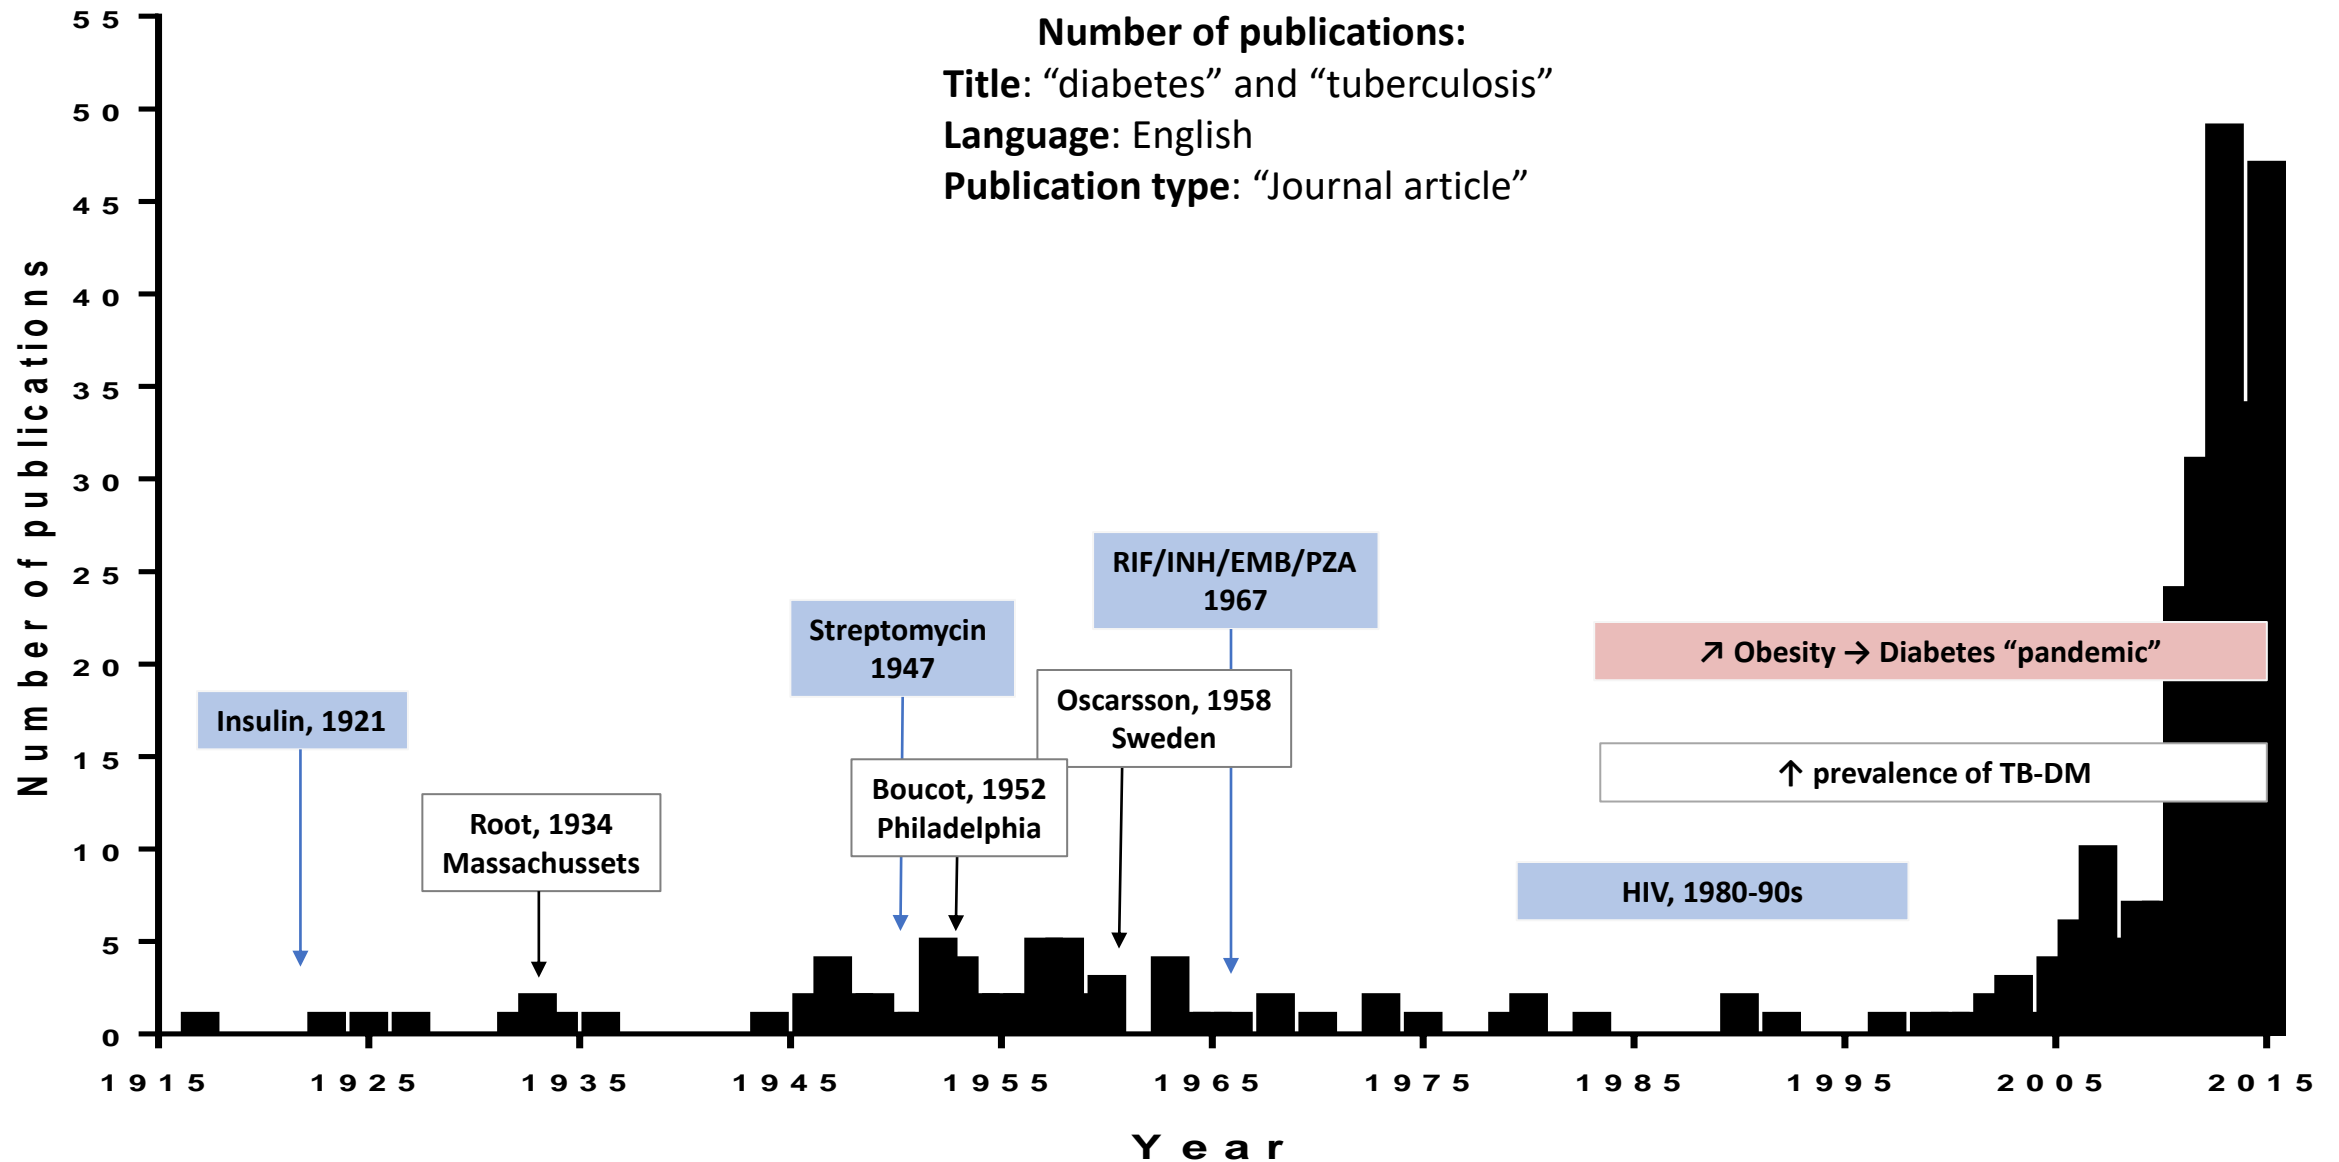 Number of publications:
Title: “diabetes” and “tuberculosis”
Language: English
Publication type: “Journal article”
Number of publications
55
50
45
40
35
30
25
20
15
10
5
0
Insulin, 1921
Root, 1934
Massachussets
Streptomycin
1947
Boucot, 1952
Philadelphia
Oscarsson, 1958
Sweden
RIF/INH/EMB/PZA
1967
↗ Obesity → Diabetes “pandemic”
↑ prevalence of TB-DM
HIV, 1980-90s
1915 1925 1935 1945 1955 1965 1975 1985 1995 2005 2015
Year